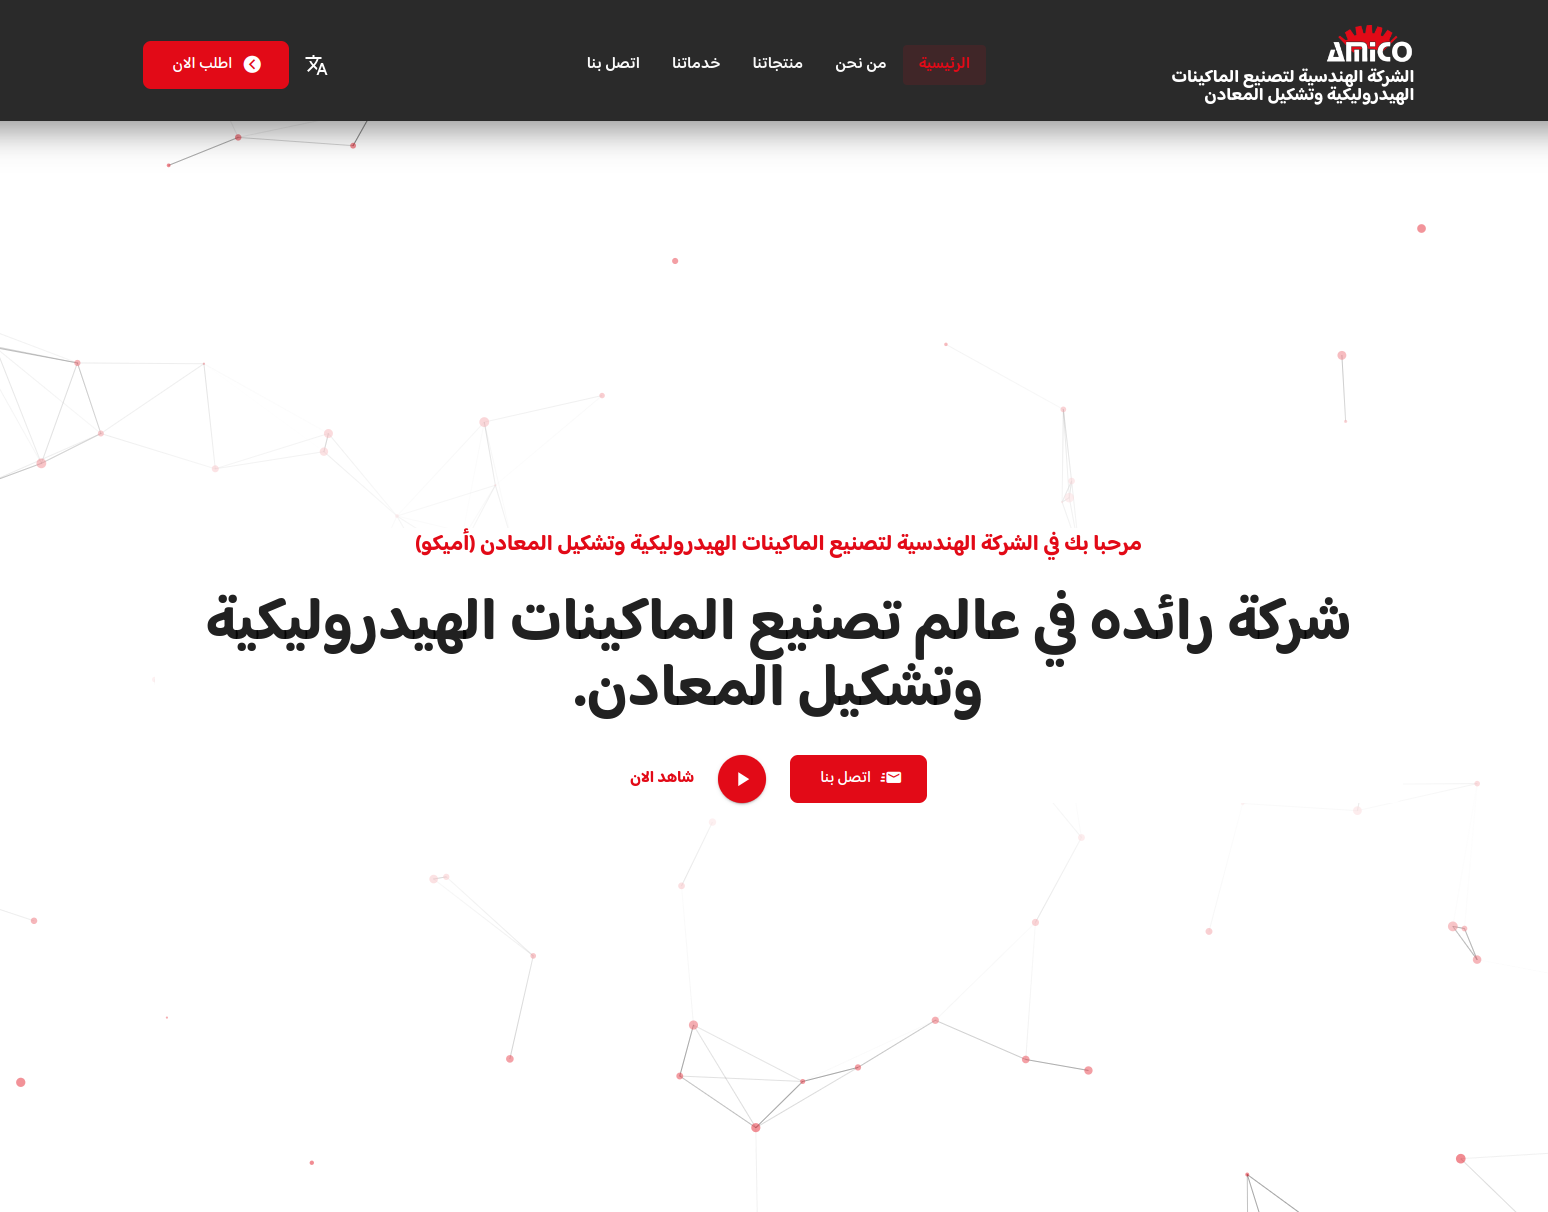 AMiCO
الشركة الهندسية لتصنيع الماكينات
الهيدروليكية وتشكيل المعادن
الرئيسية
من نحن
منتجاتنا
خدماتنا
اتصل بنا
اطلب الان
مرحبا بك في الشركة الهندسية لتصنيع الماكينات الهيدروليكية وتشكيل المعادن (أميكو)
شركة رائده في عالم تصنيع الماكينات الهيدروليكية
وتشكيل المعادن.
اتصل بنا
شاهد الان